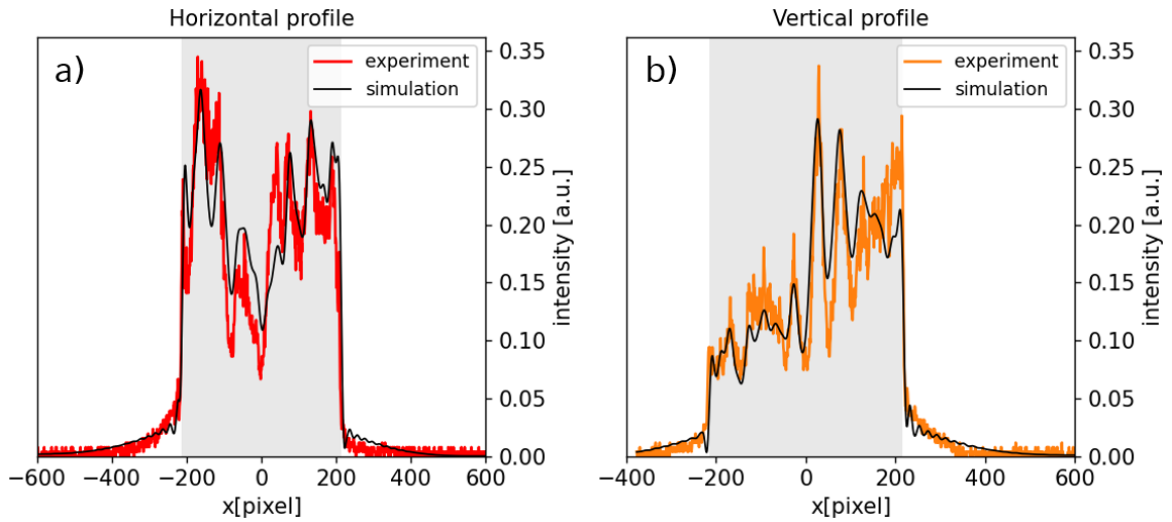 Horizontal profile
a)
experiment
simulation
0.35
0.30
0.25
0.20
0.15
0.10
0.05
0.00
intensity [a.u.]
−600 −400 −200 0 200 400 600
x[pixel]
Vertical profile
b)
experiment
simulation
0.35
0.30
0.25
0.20
0.15
0.10
0.05
0.00
intensity [a.u.]
−400 −200 0 200 400 600
x[pixel]